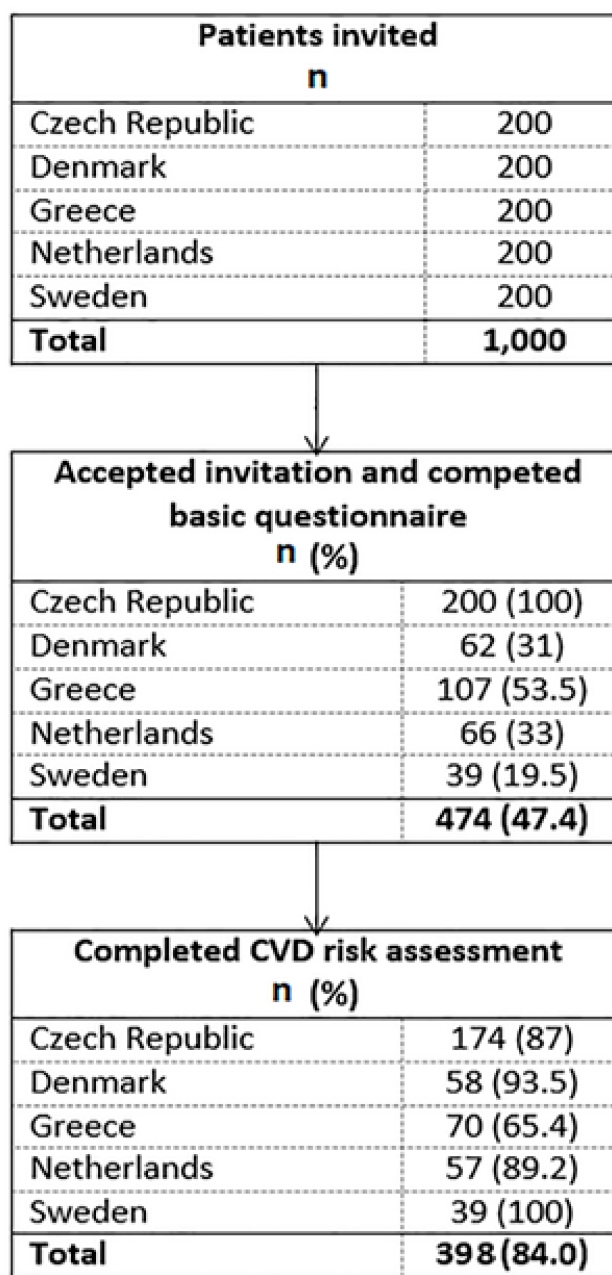 Patients invited
n
Czech Republic 200
Denmark 200
Greece 200
Netherlands 200
Sweden 200
Total 1,000
Accepted invitation and competed
basic questionnaire
n (%)
Czech Republic 200 (100)
Denmark 62 (31)
Greece 107 (53.5)
Netherlands 66 (33)
Sweden 39 (19.5)
Total 474 (47.4)
Completed CVD risk assessment
n (%)
Czech Republic 174 (87)
Denmark 58 (93.5)
Greece 70 (65.4)
Netherlands 57 (89.2)
Sweden 39 (100)
Total 398 (84.0)